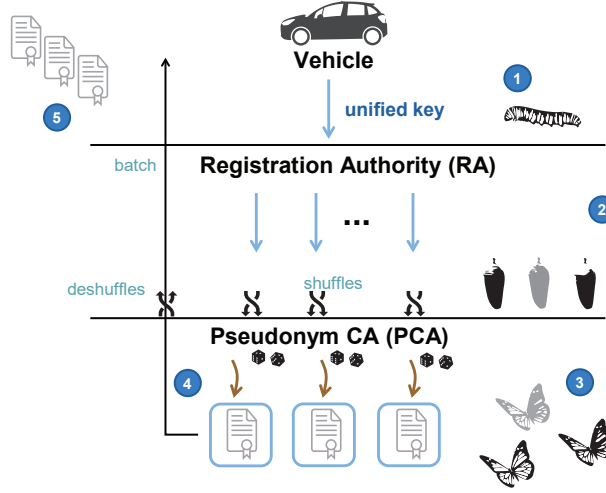 Vehicle
1
unified key
5
batch
Registration Authority (RA)
2
...
deshuffles
shuffles
Pseudonym CA (PCA)
4
3